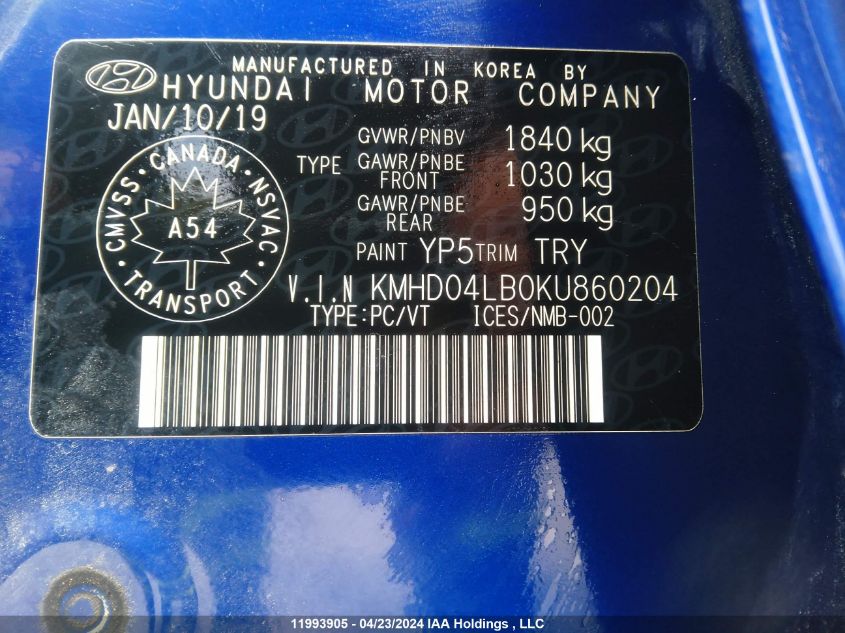 MANUFACTURED IN KOREA BY
HYUNDAI MOTOR COMPANY
JAN/10/19
CMVSS CANADA NSVAC
A54
TRANSPORT
TYPE
GVWR/PNBV 1840 kg
GAWR/PNBE FRONT 1030 kg
GAWR/PNBE REAR 950 kg
PAINT YP5 TRIM TRY
V.I.N KMHD04LB0KU860204
TYPE:PC/VT ICES/NMB-002
11993905 - 04/23/2024 IAA Holdings , LLC